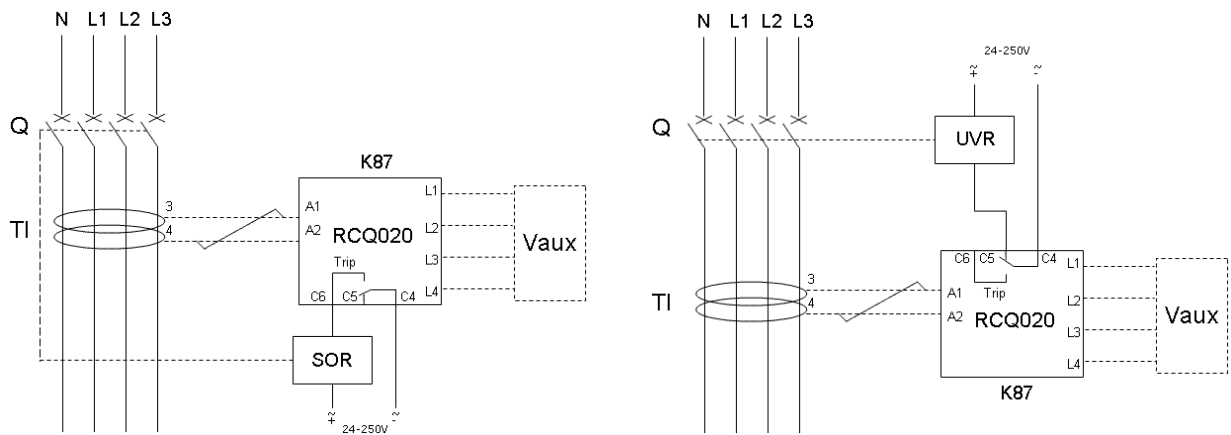 N L1 L2 L3
Q
K87
TI
3
4
A1
A2
RCQ020
L1
L2
L3
L4
Vaux
Trip
C6 C5 C4
SOR
~ ~
+ -
24-250V
N L1 L2 L3
24-250V
~ ~
+ -
Q
UVR
C6 C5 C4
TI
3
4
A1
A2
Trip
RCQ020
L1
L2
L3
L4
Vaux
K87